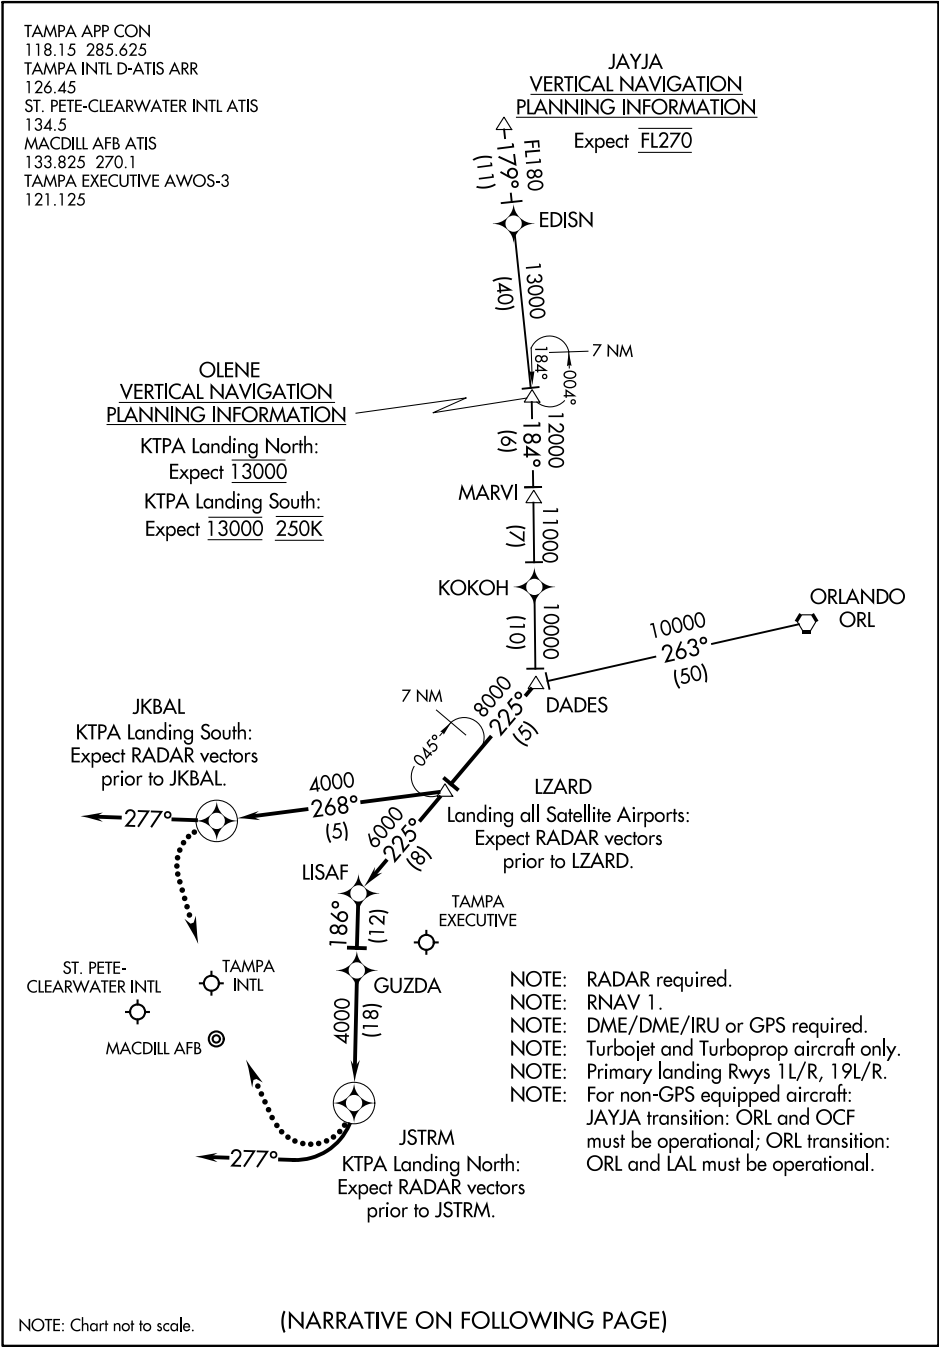 TAMPA APP CON
118.15 285.625
TAMPA INTL D-ATIS ARR
126.45
ST. PETE-CLEARWATER INTL ATIS
134.5
MACDILL AFB ATIS
133.825 270.1
TAMPA EXECUTIVE AWOS-3
121.125
JAYJA
VERTICAL NAVIGATION
PLANNING INFORMATION
Expect FL270
FL180
179°
(11)
EDISN
13000
(40)
7 NM
184°
004°
OLENE
VERTICAL NAVIGATION
PLANNING INFORMATION
KTPA Landing North:
Expect 13000
KTPA Landing South:
Expect 13000 250K
12000
184°
(6)
MARVI
11000
(7)
KOKOH
10000
(10)
ORLANDO
ORL
10000
263°
(50)
DADES
8000
225°
(5)
7 NM
045°
JKBAL
KTPA Landing South:
Expect RADAR vectors
prior to JKBAL.
4000
268°
(5)
277°
LZARD
Landing all Satellite Airports:
Expect RADAR vectors
prior to LZARD.
6000
225°
(8)
LISAF
186°
(12)
TAMPA
EXECUTIVE
GUZDA
4000
(18)
ST. PETE-
CLEARWATER INTL
TAMPA
INTL
MACDILL AFB
JSTRM
KTPA Landing North:
Expect RADAR vectors
prior to JSTRM.
277°
NOTE: RADAR required.
NOTE: RNAV 1.
NOTE: DME/DME/IRU or GPS required.
NOTE: Turbojet and Turboprop aircraft only.
NOTE: Primary landing Rwys 1L/R, 19L/R.
NOTE: For non-GPS equipped aircraft:
JAYJA transition: ORL and OCF
must be operational; ORL transition:
ORL and LAL must be operational.
NOTE: Chart not to scale.
(NARRATIVE ON FOLLOWING PAGE)